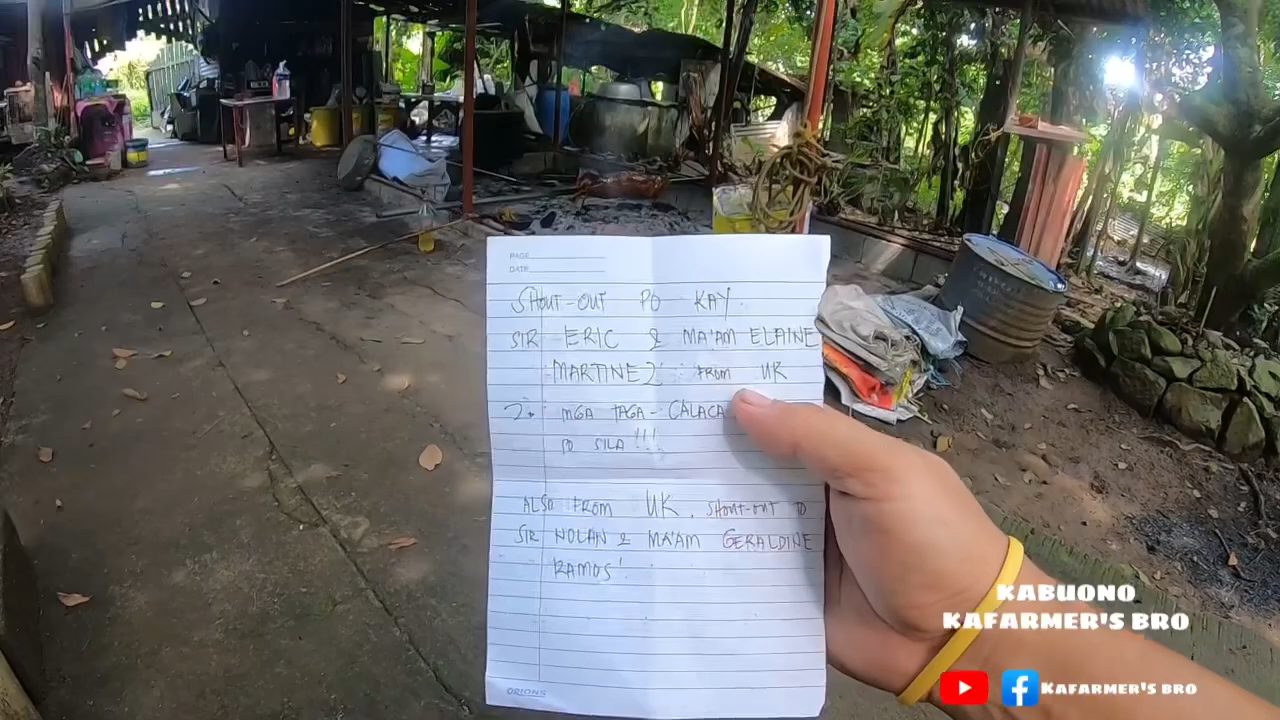 PAGE
DATE
SHOUT-OUT PO KAY.
SIR ERIC & MA'AM ELAINE
MARTINEZ FROM UK
2. MGA TAGA-CALACA
PO SILA!!!
ALSO FROM UK. SHOUT-OUT TO
SIR NOLAN & MA'AM GERALDINE
RAMOS!
ORIONS
KABUONO
KAFARMER'S BRO
KAFARMER'S BRO